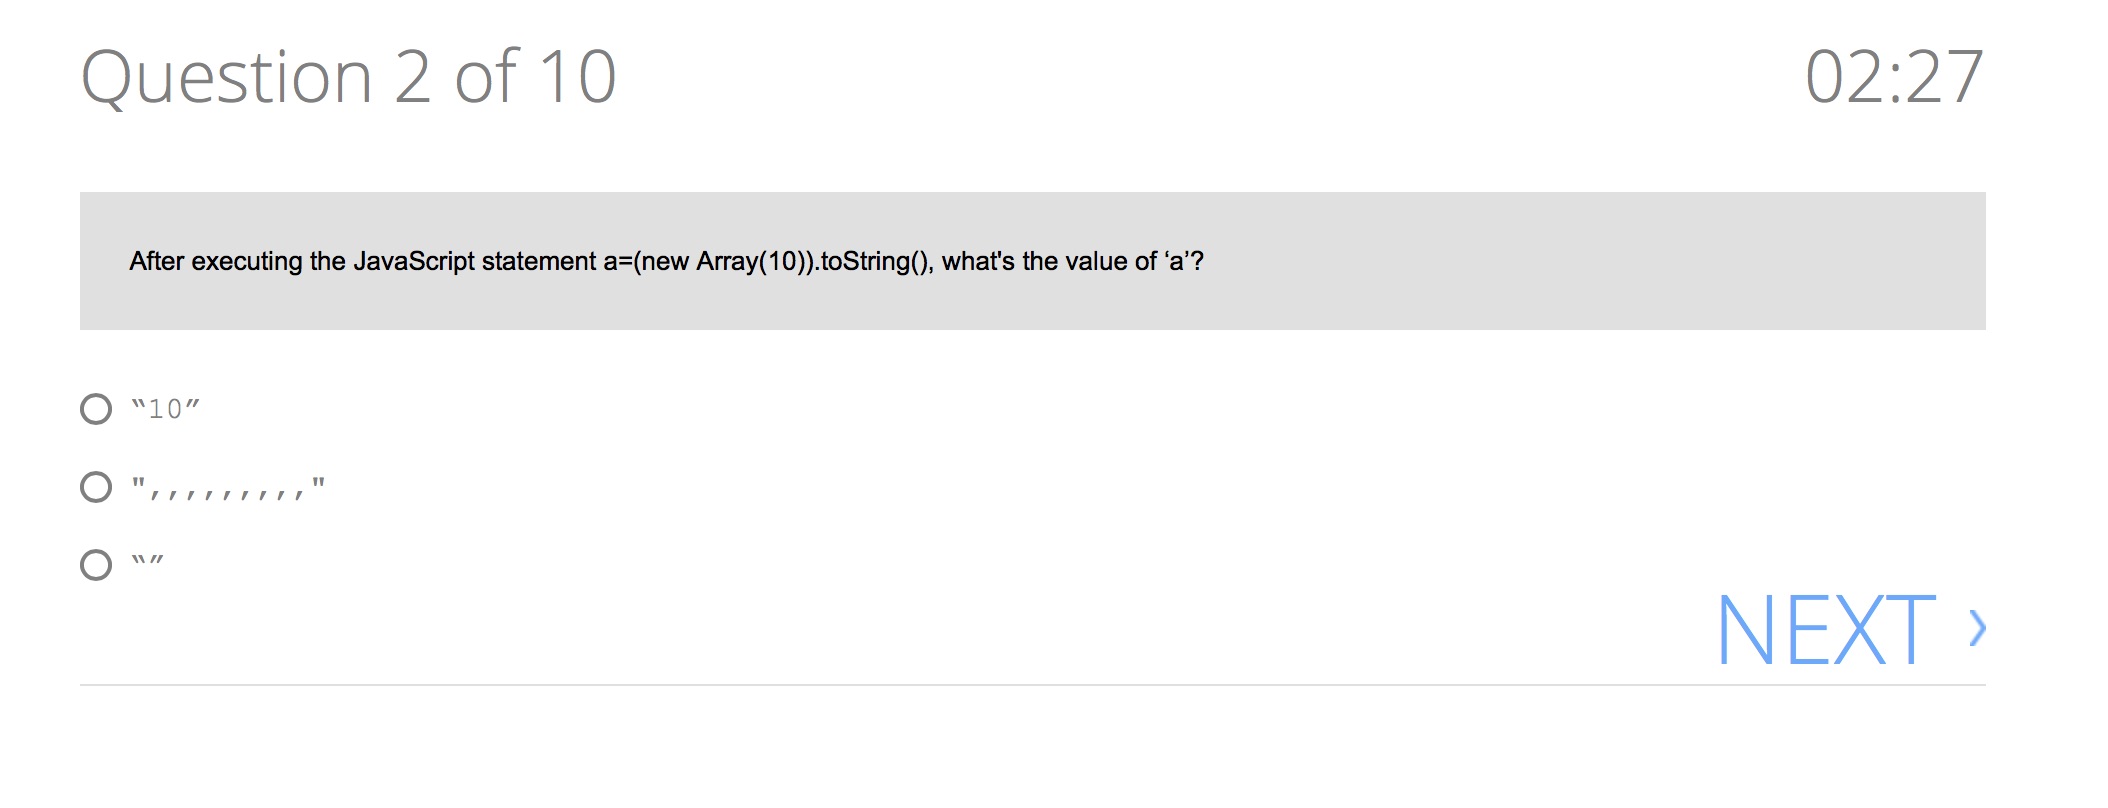 Question 2 of 10
02:27
After executing the JavaScript statement a=(new Array(10)).toString(), what's the value of ‘a’?
“10”
",,,,,,,,,"
“”
NEXT ›